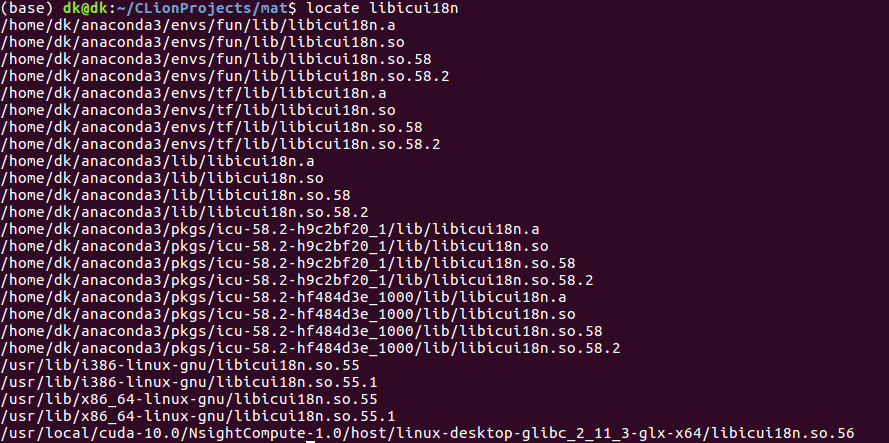 (base) dk@dk:~/CLionProjects/mat$ locate libicui18n
/home/dk/anaconda3/envs/fun/lib/libicui18n.a
/home/dk/anaconda3/envs/fun/lib/libicui18n.so
/home/dk/anaconda3/envs/fun/lib/libicui18n.so.58
/home/dk/anaconda3/envs/fun/lib/libicui18n.so.58.2
/home/dk/anaconda3/envs/tf/lib/libicui18n.a
/home/dk/anaconda3/envs/tf/lib/libicui18n.so
/home/dk/anaconda3/envs/tf/lib/libicui18n.so.58
/home/dk/anaconda3/envs/tf/lib/libicui18n.so.58.2
/home/dk/anaconda3/lib/libicui18n.a
/home/dk/anaconda3/lib/libicui18n.so
/home/dk/anaconda3/lib/libicui18n.so.58
/home/dk/anaconda3/lib/libicui18n.so.58.2
/home/dk/anaconda3/pkgs/icu-58.2-h9c2bf20_1/lib/libicui18n.a
/home/dk/anaconda3/pkgs/icu-58.2-h9c2bf20_1/lib/libicui18n.so
/home/dk/anaconda3/pkgs/icu-58.2-h9c2bf20_1/lib/libicui18n.so.58
/home/dk/anaconda3/pkgs/icu-58.2-h9c2bf20_1/lib/libicui18n.so.58.2
/home/dk/anaconda3/pkgs/icu-58.2-hf484d3e_1000/lib/libicui18n.a
/home/dk/anaconda3/pkgs/icu-58.2-hf484d3e_1000/lib/libicui18n.so
/home/dk/anaconda3/pkgs/icu-58.2-hf484d3e_1000/lib/libicui18n.so.58
/home/dk/anaconda3/pkgs/icu-58.2-hf484d3e_1000/lib/libicui18n.so.58.2
/usr/lib/i386-linux-gnu/libicui18n.so.55
/usr/lib/i386-linux-gnu/libicui18n.so.55.1
/usr/lib/x86_64-linux-gnu/libicui18n.so.55
/usr/lib/x86_64-linux-gnu/libicui18n.so.55.1
/usr/local/cuda-10.0/NsightCompute-1.0/host/linux-desktop-glibc_2_11_3-glx-x64/libicui18n.so.56